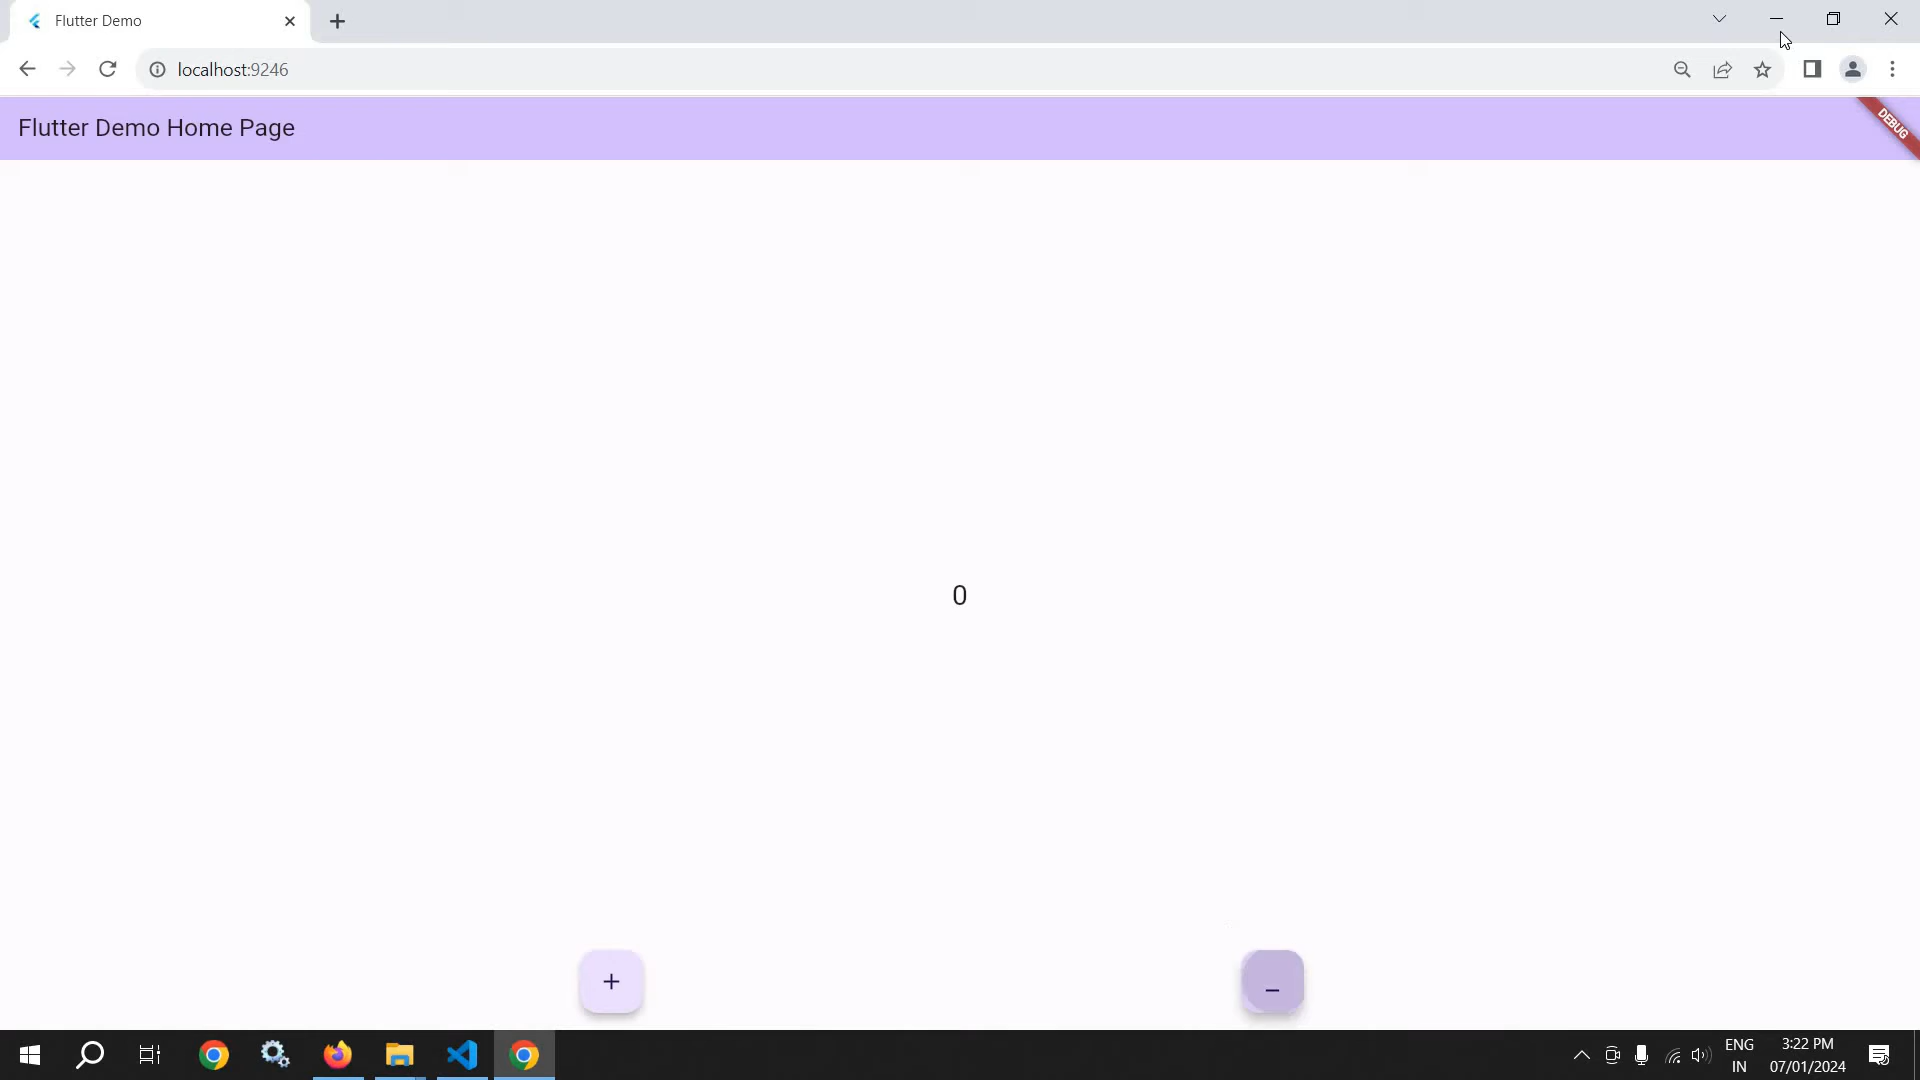 Flutter Demo
localhost:9246
Flutter Demo Home Page
DEBUG
0
+
_
ENG
IN
3:22 PM
07/01/2024